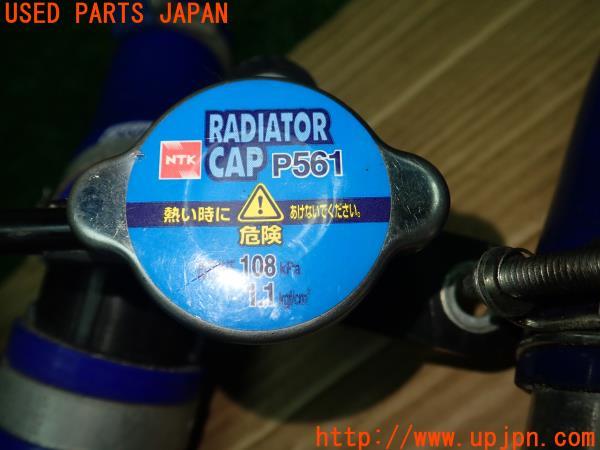 USED PARTS JAPAN
NTK
RADIATOR
CAP P561
熱い時に あけないでください。
危険
108 kPa
1.1 kgf/cm²
http://www.upjpn.com